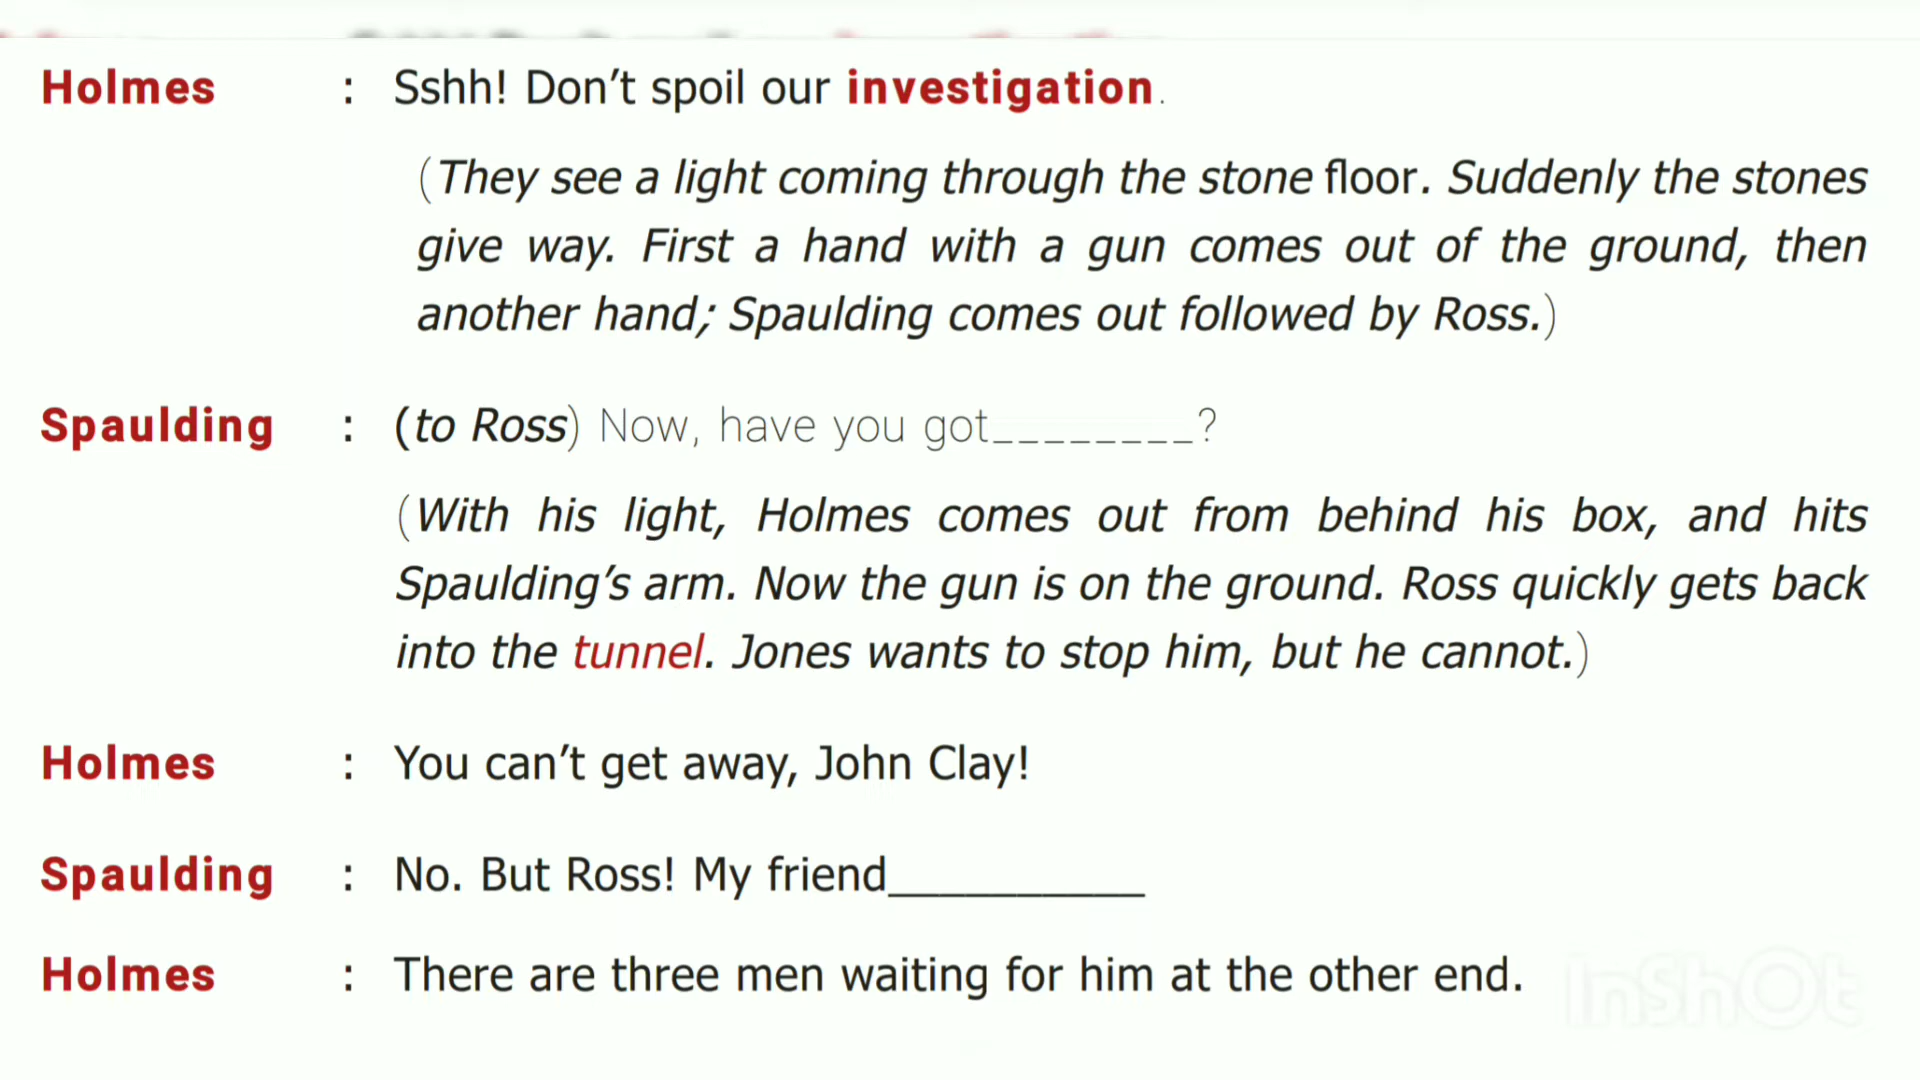 Holmes : Sshh! Don't spoil our investigation.
(They see a light coming through the stone floor. Suddenly the stones
give way. First a hand with a gun comes out of the ground, then
another hand; Spaulding comes out followed by Ross.)
Spaulding : (to Ross) Now, have you got________?
(With his light, Holmes comes out from behind his box, and hits
Spaulding's arm. Now the gun is on the ground. Ross quickly gets back
into the tunnel. Jones wants to stop him, but he cannot.)
Holmes : You can't get away, John Clay!
Spaulding : No. But Ross! My friend__________
Holmes : There are three men waiting for him at the other end.
InShOt